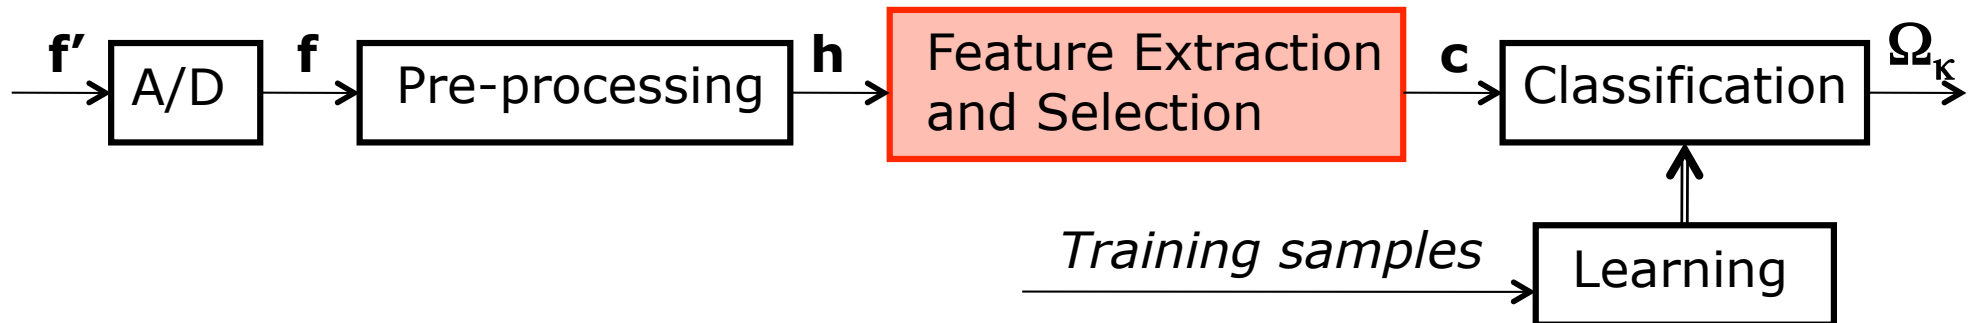 f′
A/D
f
Pre-processing
h
Feature Extraction
and Selection
c
Classification
Ωκ
Training samples
Learning